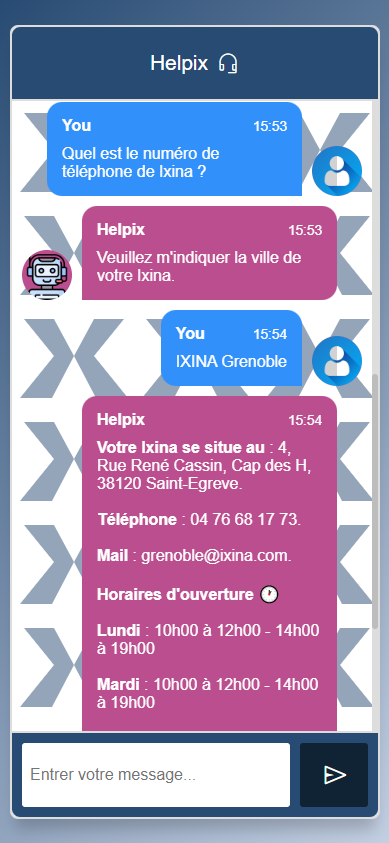 Helpix
You 15:53
Quel est le numéro de
téléphone de Ixina ?
Helpix 15:53
Veuillez m'indiquer la ville de
votre Ixina.
You 15:54
IXINA Grenoble
Helpix 15:54
Votre Ixina se situe au : 4,
Rue René Cassin, Cap des H,
38120 Saint-Egreve.
Téléphone : 04 76 68 17 73.
Mail : grenoble@ixina.com.
Horaires d'ouverture 🕐
Lundi : 10h00 à 12h00 - 14h00
à 19h00
Mardi : 10h00 à 12h00 - 14h00
à 19h00
Entrer votre message...